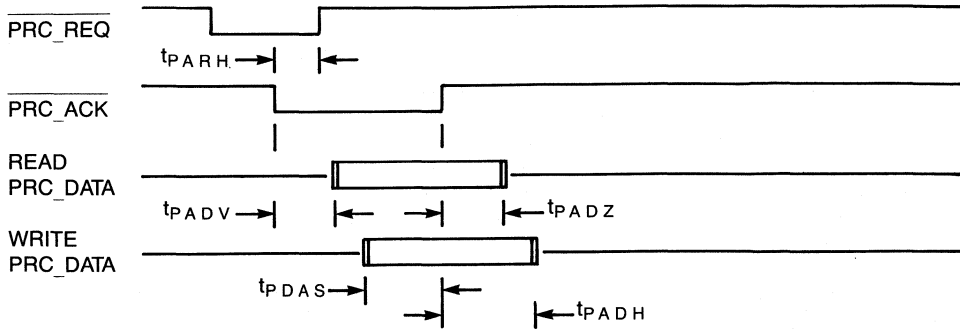 PRC_REQ
tPARH
PRC_ACK
READ
PRC_DATA
tPADV
tPADZ
WRITE
PRC_DATA
tPDAS
tPADH